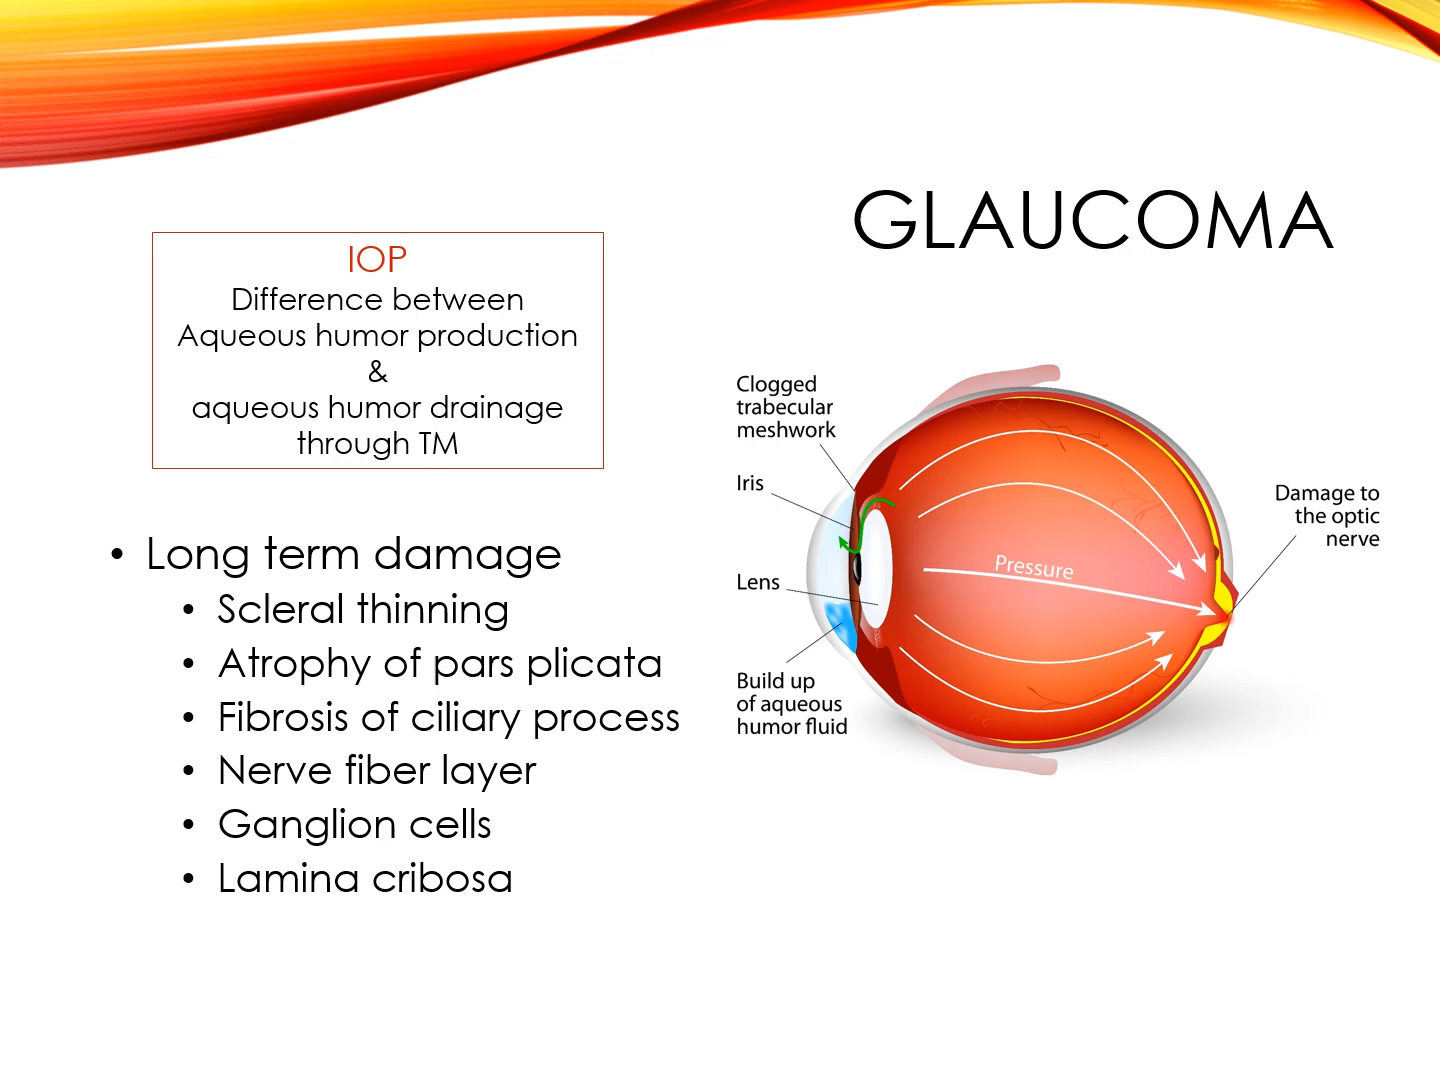 GLAUCOMA
IOP
Difference between
Aqueous humor production
&
aqueous humor drainage
through TM
• Long term damage
• Scleral thinning
• Atrophy of pars plicata
• Fibrosis of ciliary process
• Nerve fiber layer
• Ganglion cells
• Lamina cribosa
Clogged
trabecular
meshwork
Iris
Lens
Build up
of aqueous
humor fluid
Pressure
Damage to
the optic
nerve